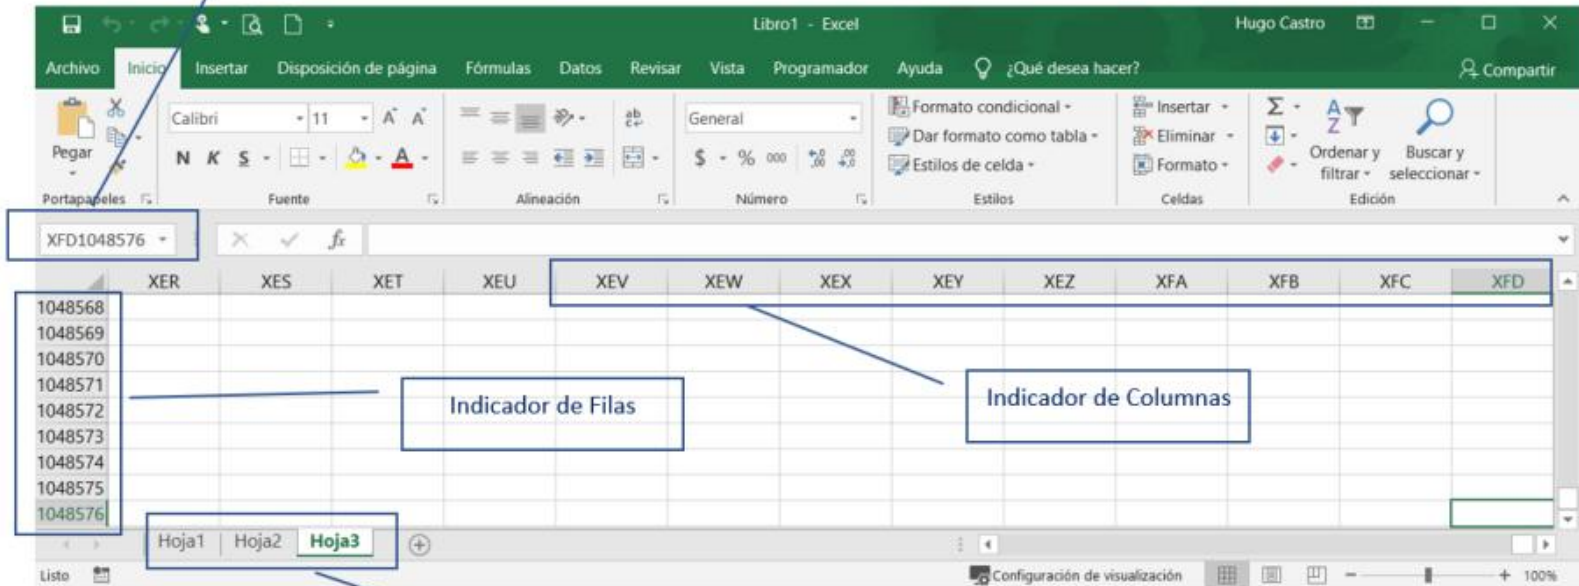 Libro1 - Excel
Hugo Castro
Archivo Inicio Insertar Disposición de página Fórmulas Datos Revisar Vista Programador Ayuda ¿Qué desea hacer? Compartir
Pegar
Portapapeles
Calibri 11 A A
N K S A
Fuente
ab
Alineación
General
$ % 000
Número
Formato condicional
Dar formato como tabla
Estilos de celda
Estilos
Insertar
Eliminar
Formato
Celdas
Σ
Ordenar y filtrar
Buscar y seleccionar
Edición
XFD1048576 fx
XER XES XET XEU XEV XEW XEX XEY XEZ XFA XFB XFC XFD
1048568
1048569
1048570
1048571
1048572
1048573
1048574
1048575
1048576
Indicador de Filas
Indicador de Columnas
Hoja1 Hoja2 Hoja3
Listo Configuración de visualización 100%